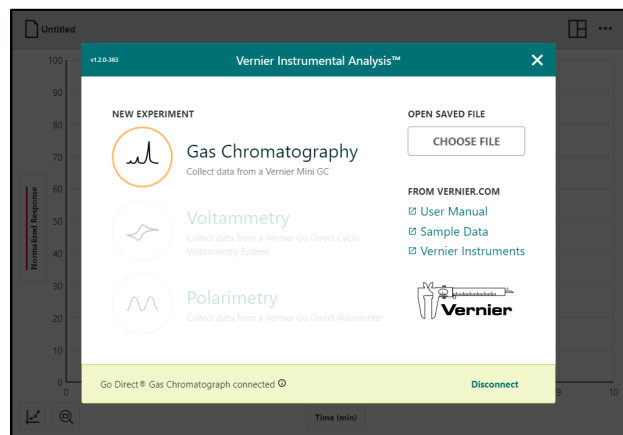 Untitled
v1.2.0-363
Vernier Instrumental Analysis™
NEW EXPERIMENT
Gas Chromatography
Collect data from a Vernier Mini GC
Voltammetry
Collect data from a Vernier Go Direct Cyclic
Voltammetry System
Polarimetry
Collect data from a Vernier Go Direct Polarimeter
OPEN SAVED FILE
CHOOSE FILE
FROM VERNIER.COM
User Manual
Sample Data
Vernier Instruments
Vernier
Go Direct® Gas Chromatograph connected
Disconnect
Normalized Response
100
90
80
70
60
50
40
30
20
10
0
0
9
10
Time (min)